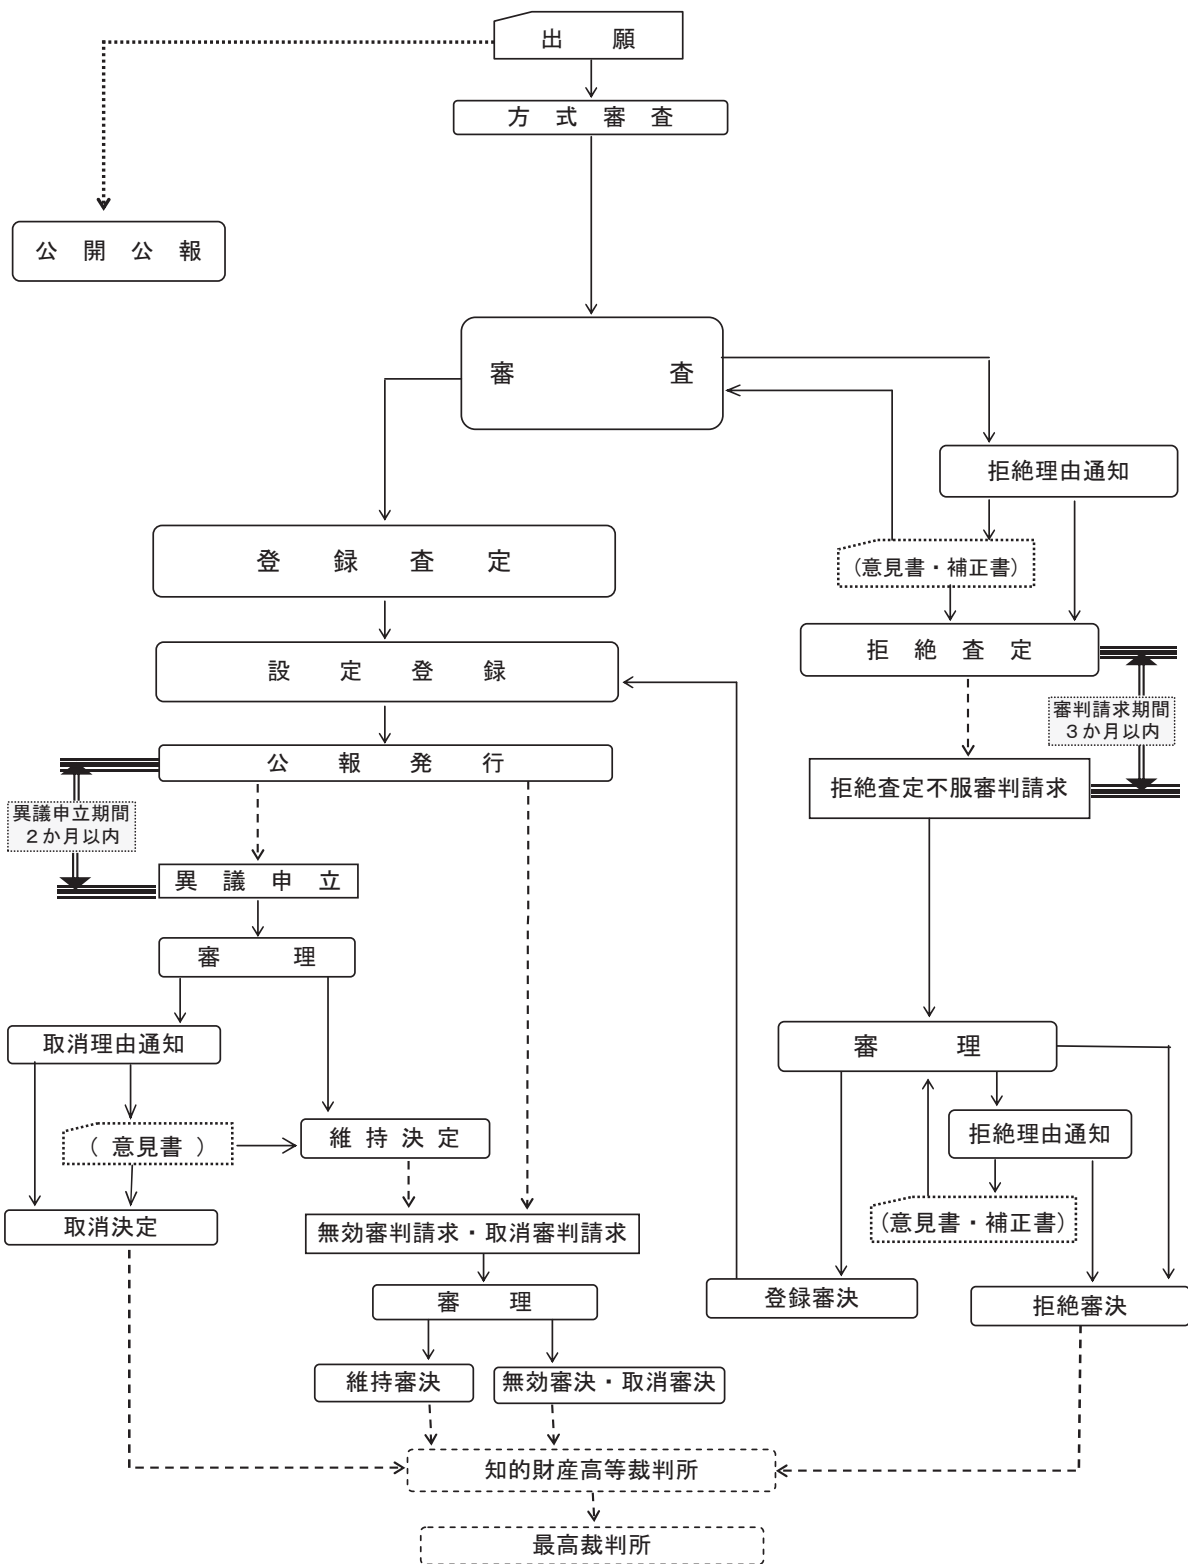 出願
方式審査
公開公報
審査
拒絶理由通知
(意見書・補正書)
登録査定
拒絶査定
設定登録
審判請求期間
3か月以内
公報発行
拒絶査定不服審判請求
異議申立期間
2か月以内
異議申立
審理
取消理由通知
審理
(意見書)
維持決定
拒絶理由通知
(意見書・補正書)
取消決定
無効審判請求・取消審判請求
審理
登録審決
拒絶審決
維持審決
無効審決・取消審決
知的財産高等裁判所
最高裁判所